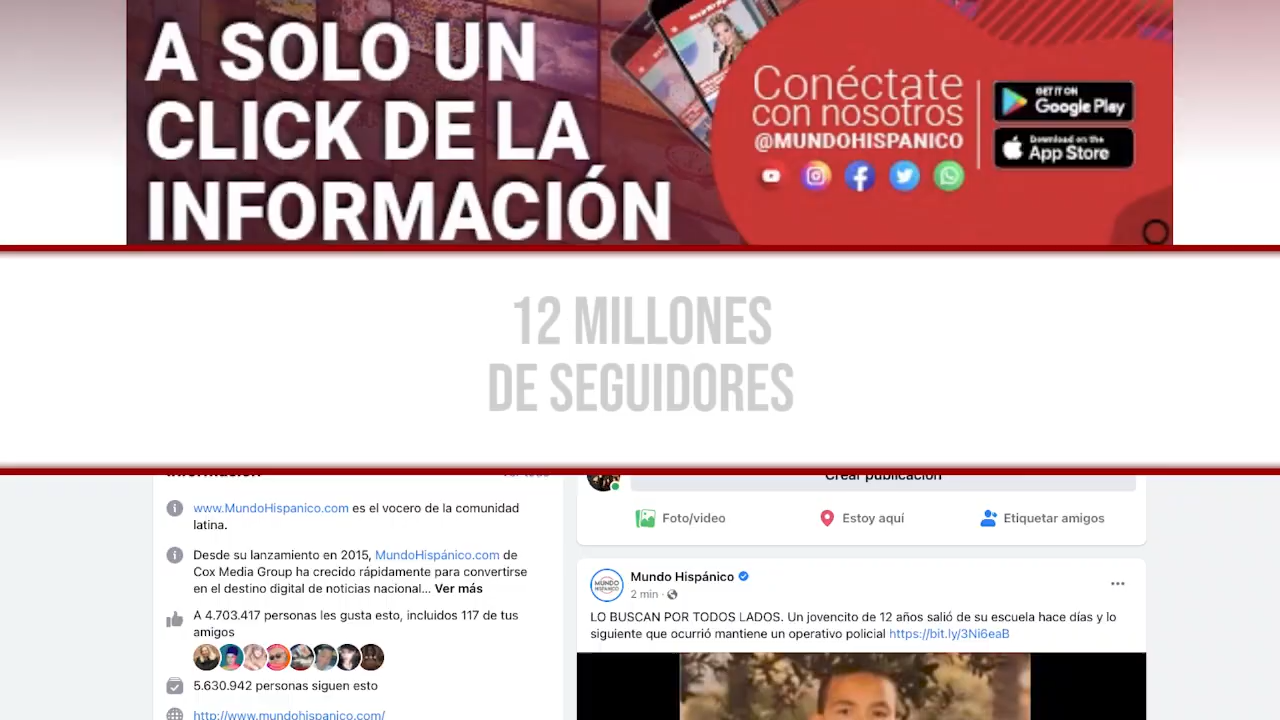 A SOLO UN
CLICK DE LA
INFORMACIÓN
Conéctate
con nosotros
@MUNDOHISPANICO
GET IT ON
Google Play
Download on the
App Store
12 MILLONES
DE SEGUIDORES
Información
Crear publicación
www.MundoHispanico.com es el vocero de la comunidad
latina.
Desde su lanzamiento en 2015, MundoHispánico.com de
Cox Media Group ha crecido rápidamente para convertirse
en el destino digital de noticias nacional... Ver más
A 4.703.417 personas les gusta esto, incluidos 117 de tus
amigos
5.630.942 personas siguen esto
http://www.mundohispanico.com/
Foto/video
Estoy aquí
Etiquetar amigos
MUNDO
HISPÁNICO
Mundo Hispánico
2 min
LO BUSCAN POR TODOS LADOS. Un jovencito de 12 años salió de su escuela hace días y lo
siguiente que ocurrió mantiene un operativo policial https://bit.ly/3Ni6eaB